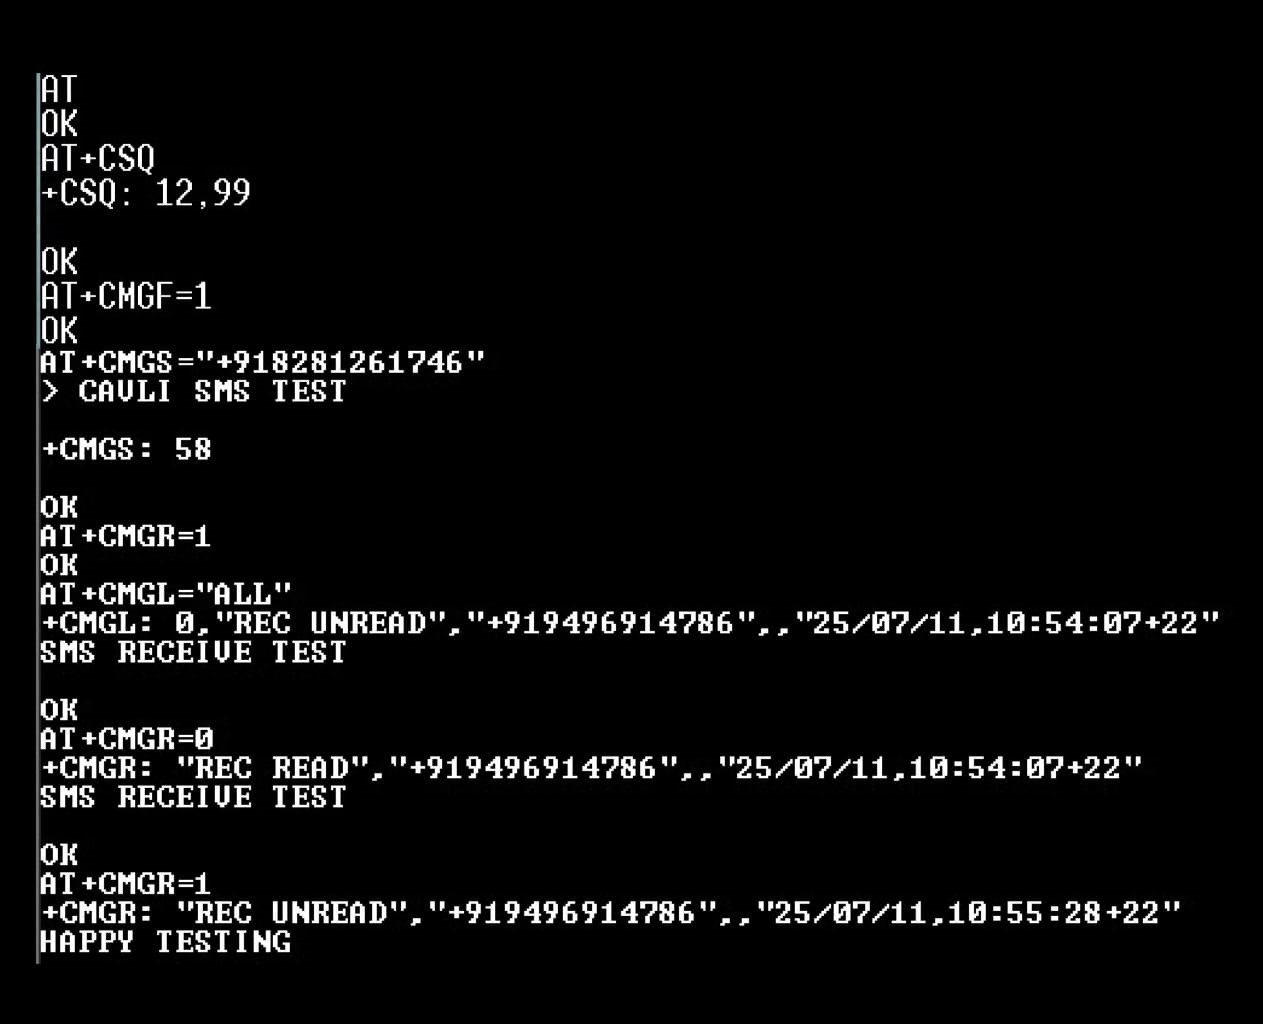 AT
OK
AT+CSQ
+CSQ: 12,99
OK
AT+CMGF=1
OK
AT+CMGS="+918281261746"
> CAVLI SMS TEST
+CMGS: 58
OK
AT+CMGR=1
OK
AT+CMGL="ALL"
+CMGL: 0,"REC UNREAD","+919496914786",,"25/07/11,10:54:07+22"
SMS RECEIVE TEST
OK
AT+CMGR=0
+CMGR: "REC READ","+919496914786",,"25/07/11,10:54:07+22"
SMS RECEIVE TEST
OK
AT+CMGR=1
+CMGR: "REC UNREAD","+919496914786",,"25/07/11,10:55:28+22"
HAPPY TESTING